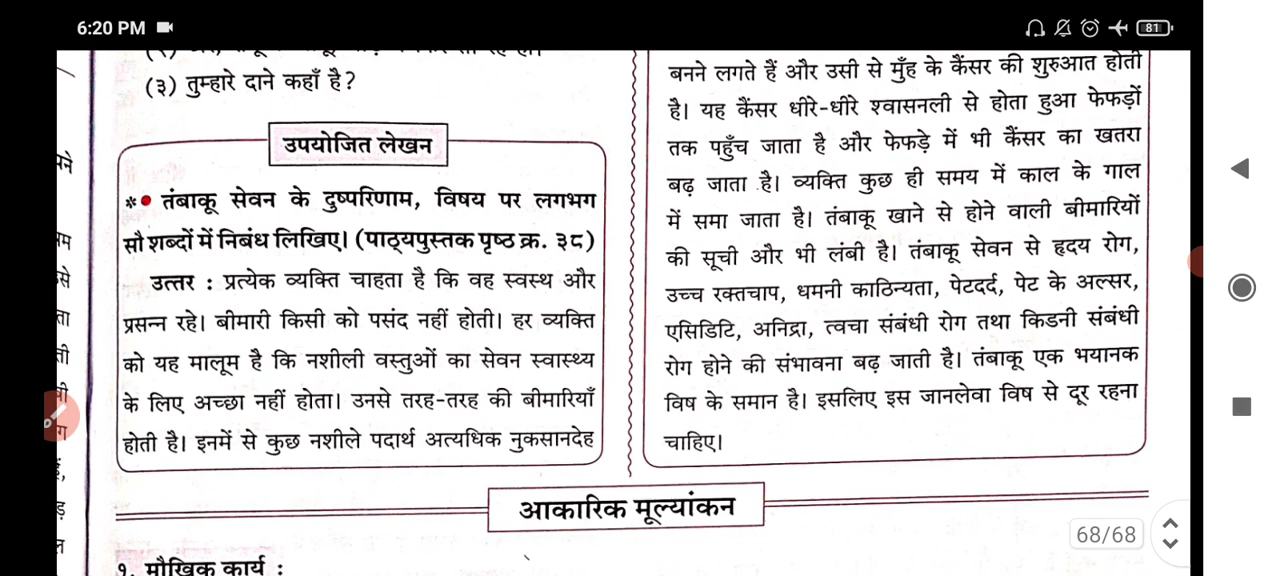 6:20 PM
81
(३) तुम्हारे दाने कहाँ है?
उपयोजित लेखन
*● तंबाकू सेवन के दुष्परिणाम, विषय पर लगभग
सौ शब्दों में निबंध लिखिए। (पाठ्यपुस्तक पृष्ठ क्र. ३८)
उत्तर : प्रत्येक व्यक्ति चाहता है कि वह स्वस्थ और
प्रसन्न रहे। बीमारी किसी को पसंद नहीं होती। हर व्यक्ति
को यह मालूम है कि नशीली वस्तुओं का सेवन स्वास्थ्य
के लिए अच्छा नहीं होता। उनसे तरह-तरह की बीमारियाँ
होती है। इनमें से कुछ नशीले पदार्थ अत्यधिक नुकसानदेह
बनने लगते हैं और उसी से मुँह के कैंसर की शुरुआत होती
है। यह कैंसर धीरे-धीरे श्वासनली से होता हुआ फेफड़ों
तक पहुँच जाता है और फेफड़े में भी कैंसर का खतरा
बढ़ जाता है। व्यक्ति कुछ ही समय में काल के गाल
में समा जाता है। तंबाकू खाने से होने वाली बीमारियों
की सूची और भी लंबी है। तंबाकू सेवन से हृदय रोग,
उच्च रक्तचाप, धमनी काठिन्यता, पेटदर्द, पेट के अल्सर,
एसिडिटि, अनिद्रा, त्वचा संबंधी रोग तथा किडनी संबंधी
रोग होने की संभावना बढ़ जाती है। तंबाकू एक भयानक
विष के समान है। इसलिए इस जानलेवा विष से दूर रहना
चाहिए।
आकारिक मूल्यांकन
68/68
१. मौखिक कार्य :